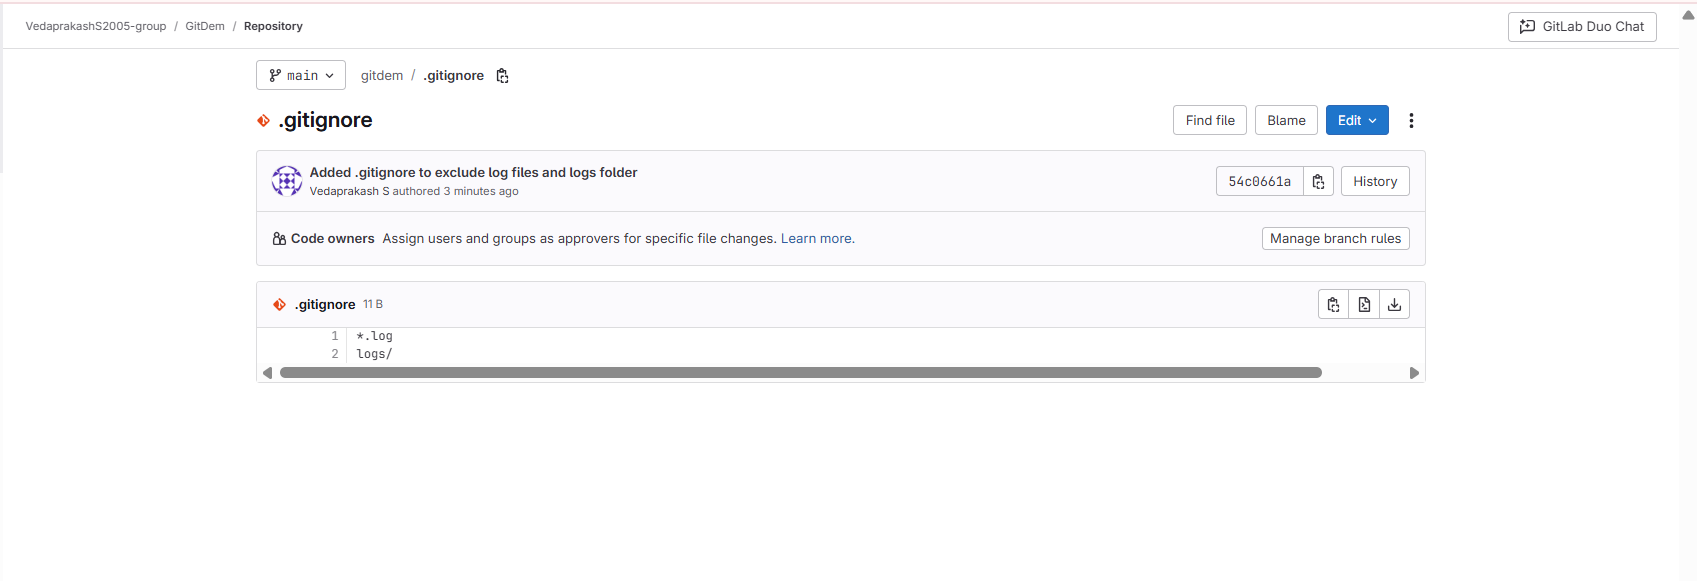 VedaprakashS2005-group / GitDem / Repository
GitLab Duo Chat
main
gitdem / .gitignore
.gitignore
Find file
Blame
Edit
Added .gitignore to exclude log files and logs folder
Vedaprakash S authored 3 minutes ago
54c0661a
History
Code owners Assign users and groups as approvers for specific file changes. Learn more.
Manage branch rules
.gitignore 11 B
1 *.log
2 logs/